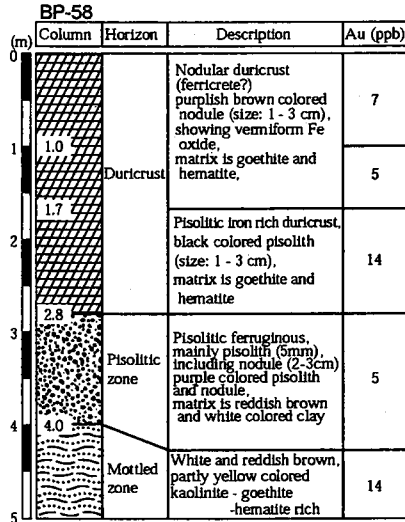 BP-58
(m) Column Horizon Description Au (ppb)
0
Nodular duricrust
(ferricrete?)
purplish brown colored
nodule (size: 1 - 3 cm),
showing vermiform Fe
oxide,
matrix is goethite and
hematite,
7
1.0
1
5
Duricrust
1.7
2
Pisolitic iron rich duricrust,
black colored pisolith
(size: 1 - 3 cm),
matrix is goethite and
hematite
14
2.8
3
Pisolitic
zone
Pisolitic ferruginous,
mainly pisolith (5mm),
including nodule (2-3cm)
purple colored pisolith
and nodule,
matrix is reddish brown
and white colored clay
5
4.0
4
Mottled
zone
White and reddish brown,
partly yellow colored
kaolinite - goethite
-hematite rich
14
5